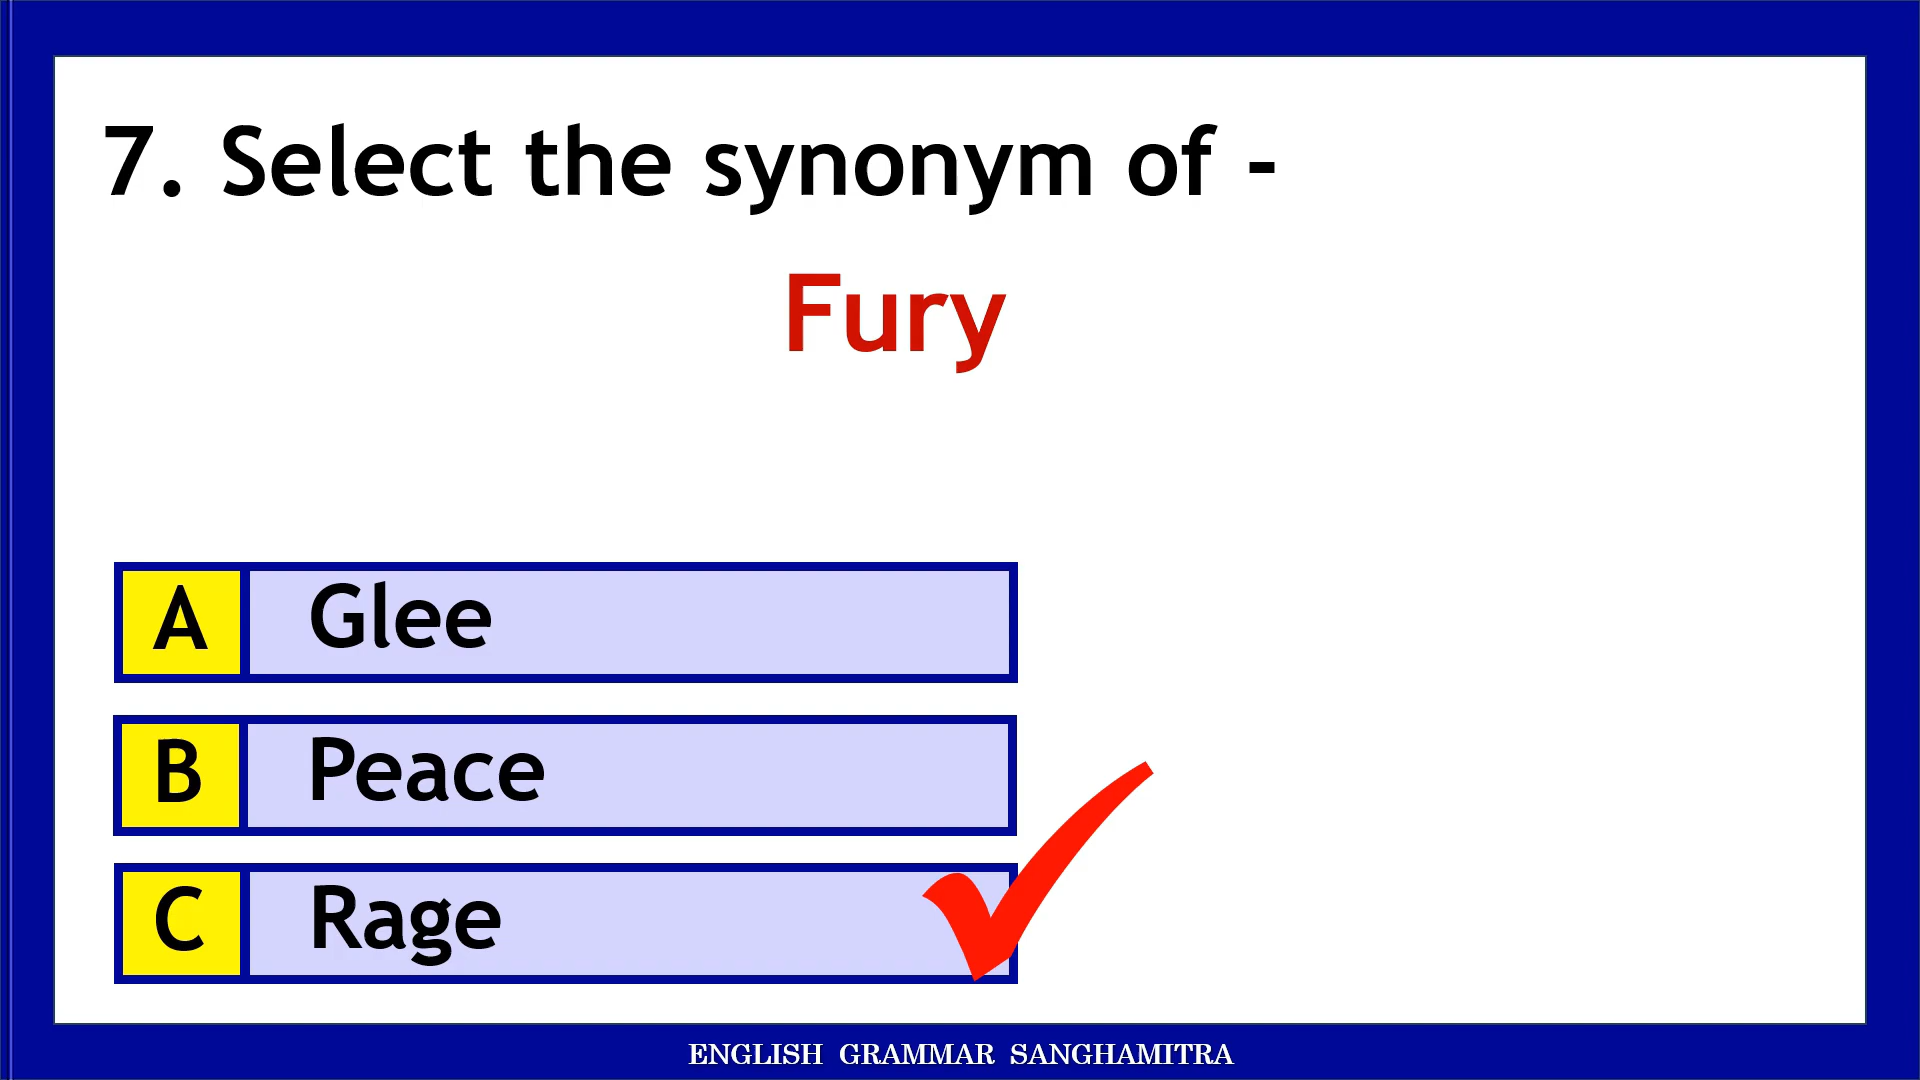 7. Select the synonym of -
Fury
A Glee
B Peace
C Rage
ENGLISH GRAMMAR SANGHAMITRA